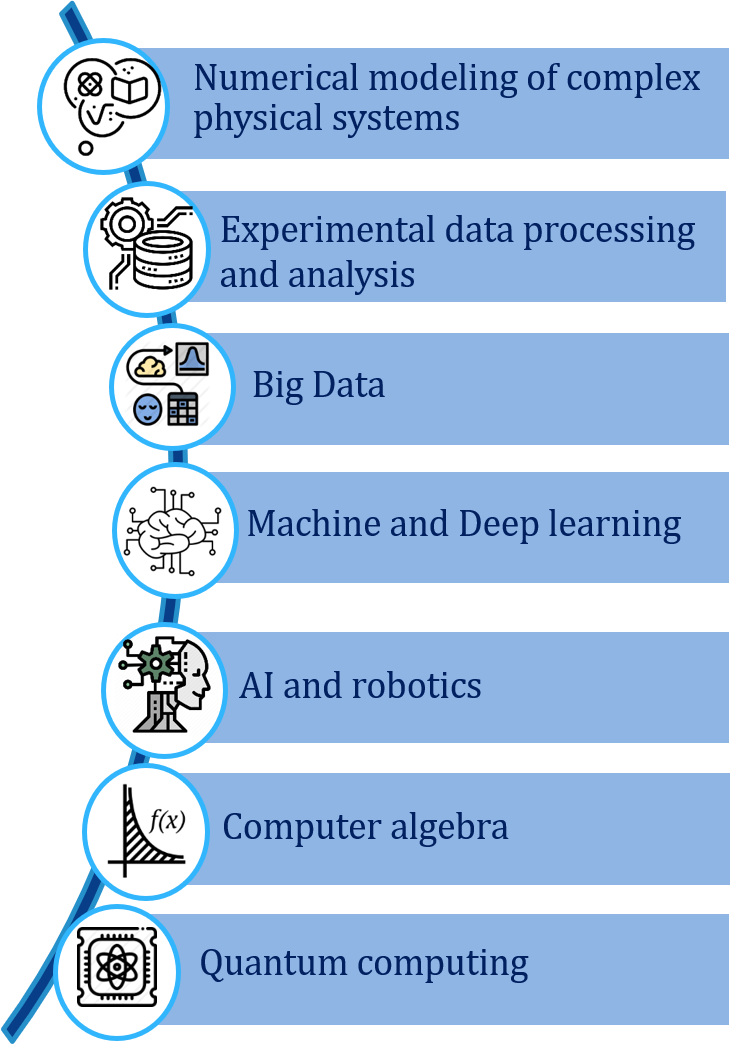 Numerical modeling of complex
physical systems
Experimental data processing
and analysis
Big Data
Machine and Deep learning
AI and robotics
f(x)
Computer algebra
Quantum computing